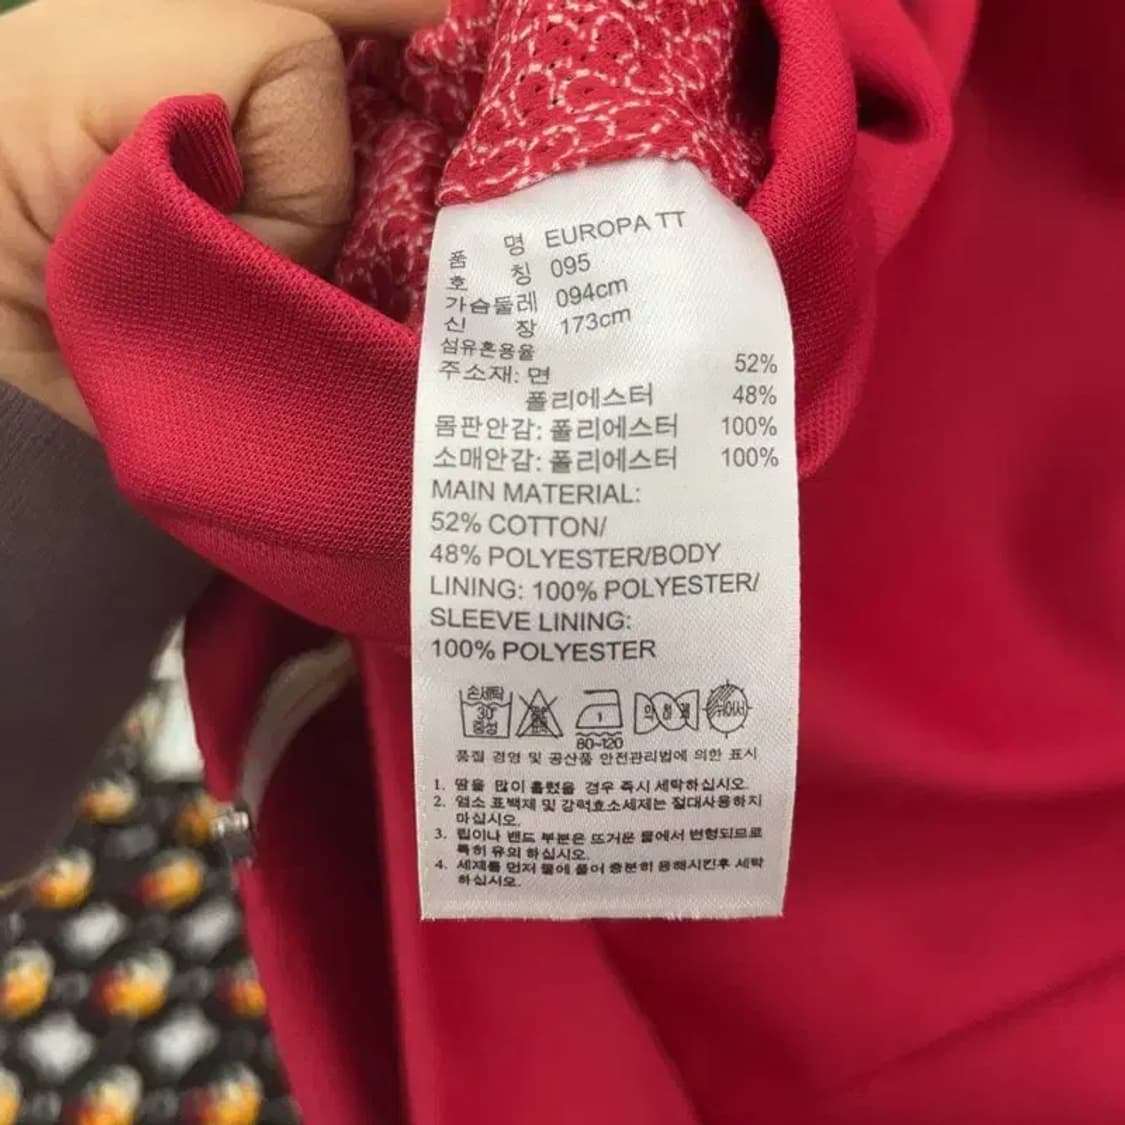 품 명 EUROPA TT
호 칭 095
가슴둘레 094cm
신 장 173cm
섬유혼용율
주소재: 면 52%
폴리에스터 48%
몸판안감: 폴리에스터 100%
소매안감: 폴리에스터 100%
MAIN MATERIAL:
52% COTTON/
48% POLYESTER/BODY
LINING: 100% POLYESTER/
SLEEVE LINING:
100% POLYESTER
손세탁
30°
중성
1
80~120
약하게
뉘어서
품질 경영 및 공산품 안전관리법에 의한 표시
1. 땀을 많이 흘렸을 경우 즉시 세탁하십시오.
2. 염소 표백제 및 강력효소세제는 절대사용하지
마십시오.
3. 립이나 밴드 부분은 뜨거운 물에서 변형되므로
특히 유의 하십시오.
4. 세제를 먼저 물에 풀어 충분히 용해시킨후 세탁
하십시오.